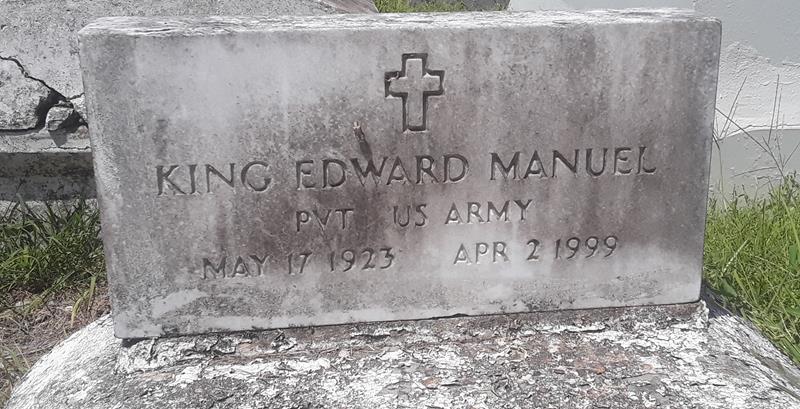 KING EDWARD MANUEL
PVT US ARMY
MAY 17 1923 APR 2 1999